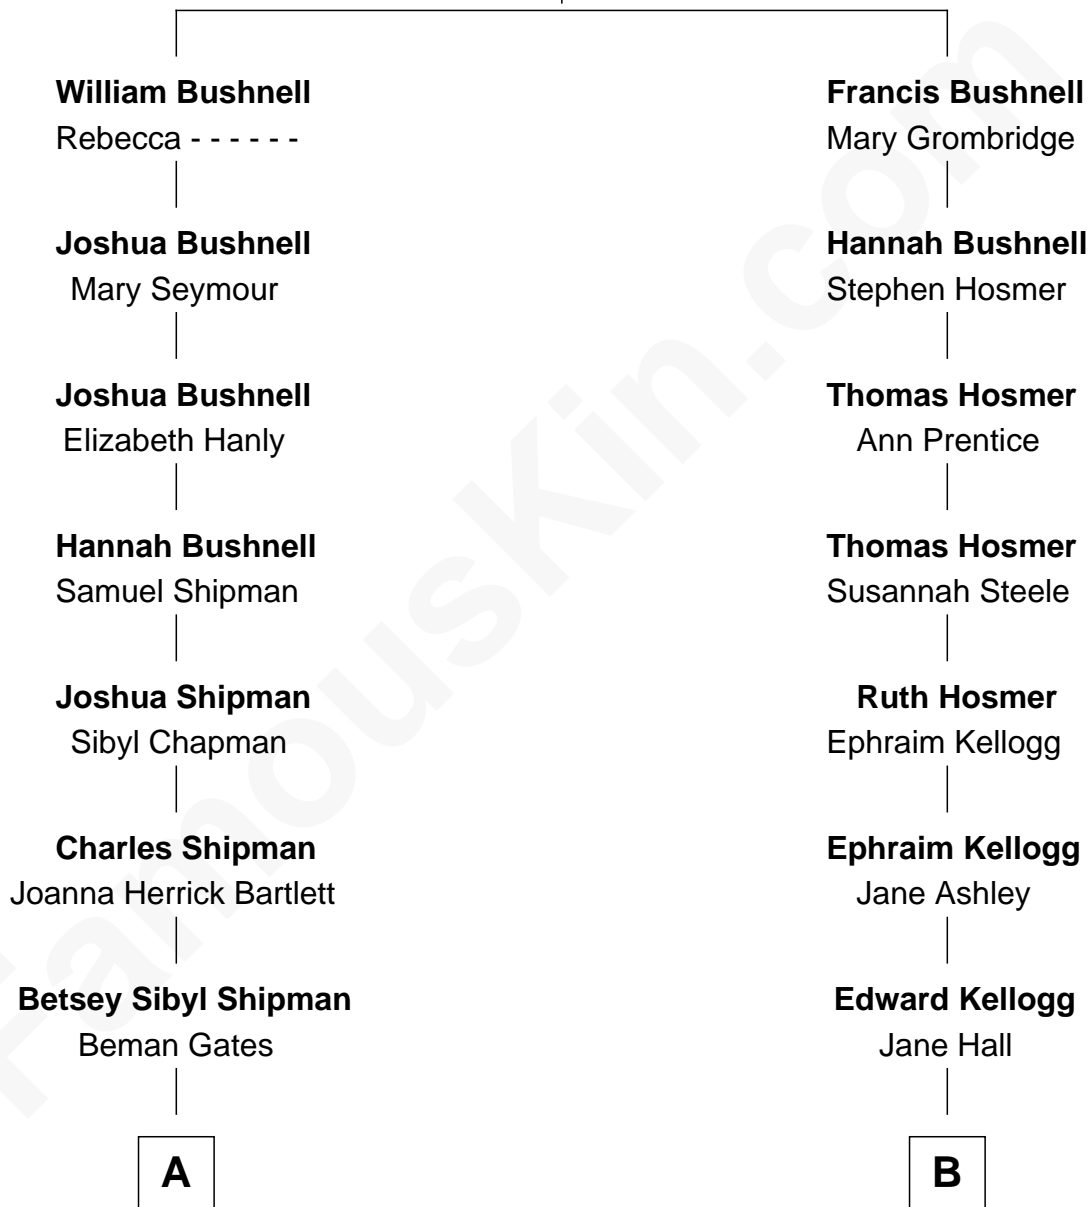 William Bushnell
Rebecca - - - - - -
Joshua Bushnell
Mary Seymour
Joshua Bushnell
Elizabeth Hanly
Hannah Bushnell
Samuel Shipman
Joshua Shipman
Sibyl Chapman
Charles Shipman
Joanna Herrick Bartlett
Betsey Sibyl Shipman
Beman Gates
A
Francis Bushnell
Mary Grombridge
Hannah Bushnell
Stephen Hosmer
Thomas Hosmer
Ann Prentice
Thomas Hosmer
Susannah Steele
Ruth Hosmer
Ephraim Kellogg
Ephraim Kellogg
Jane Ashley
Edward Kellogg
Jane Hall
B
FamousKin.com